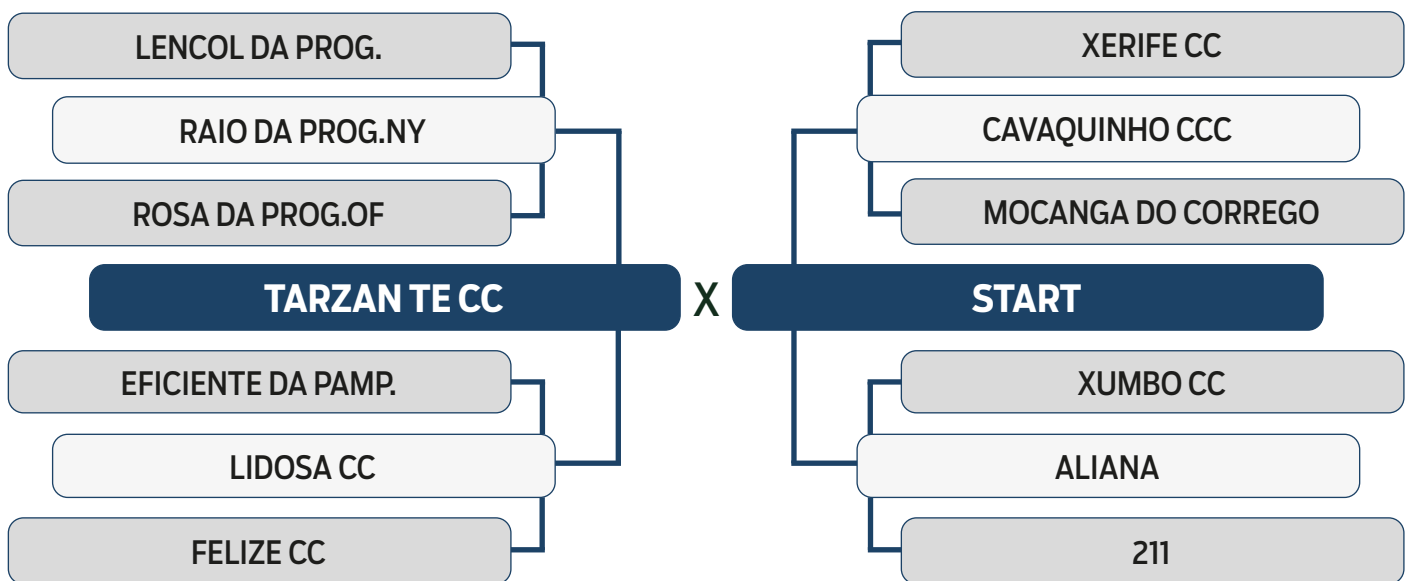 LENCOL DA PROG.
RAIO DA PROG.NY
ROSA DA PROG.OF
TARZAN TE CC
EFICIENTE DA PAMP.
LIDOSA CC
FELIZE CC
X
XERIFE CC
CAVAQUINHO CCC
MOCANGA DO CORREGO
START
XUMBO CC
ALIANA
211